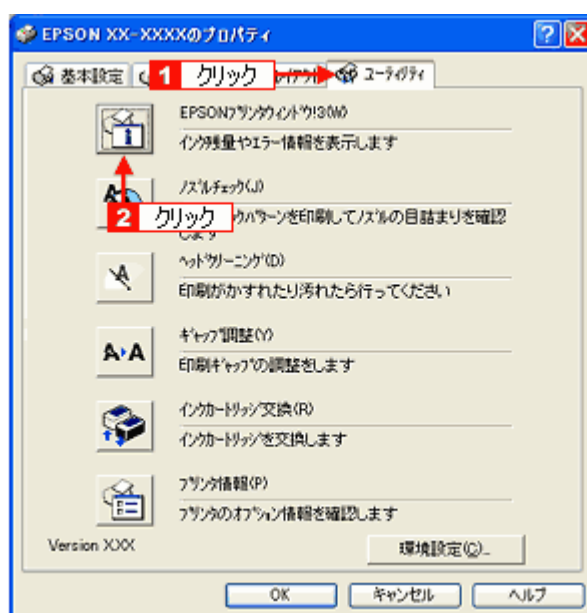 EPSON XX-XXXXのプロパティ
基本設定
1 クリック
ユーティリティ
EPSONプリンタウィンドウ!3(W)
インク残量やエラー情報を表示します
ノズルチェック(J)
2 クリック
パターンを印刷してノズルの目詰まりを確認
します
ヘッドクリーニング(D)
印刷がかすれたり汚れたら行ってください
ギャップ調整(Y)
印刷ギャップの調整をします
インクカートリッジ交換(R)
インクカートリッジを交換します
プリンタ情報(P)
プリンタのオプション情報を確認します
Version XXX
環境設定(C)...
OK
キャンセル
ヘルプ